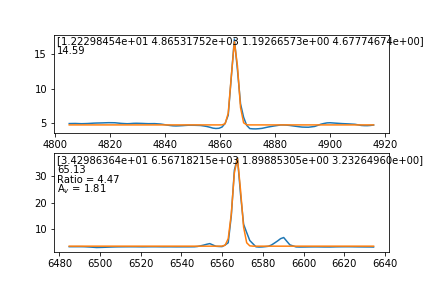 [1.22298454e+01 4.86531752e+03 1.19266573e+00 4.67774674e+00]
14.59
15
10
5
4800 4820 4840 4860 4880 4900 4920
[3.42986364e+01 6.56718215e+03 1.89885305e+00 3.23264960e+00]
65.13
Ratio = 4.47
Aᵥ = 1.81
30
20
10
6480 6500 6520 6540 6560 6580 6600 6620 6640